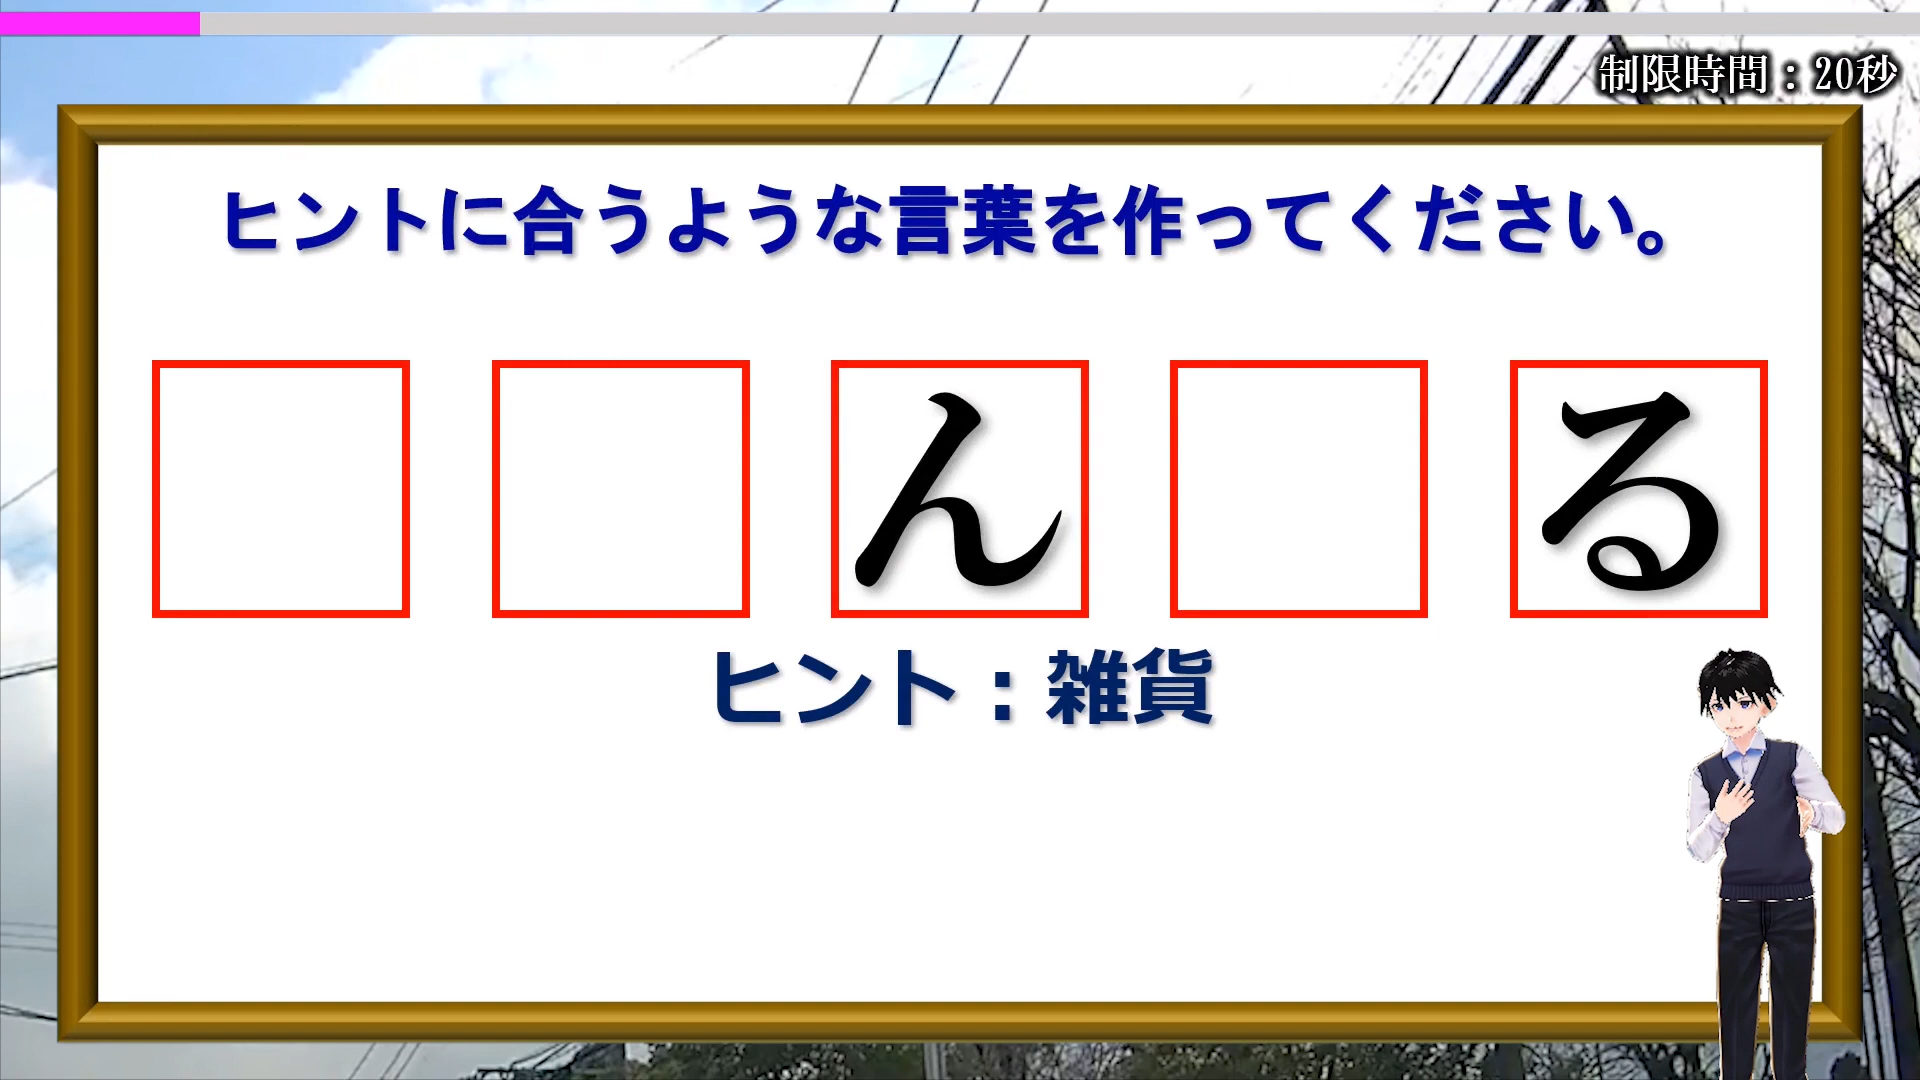 制限時間：20秒
ヒントに合うような言葉を作ってください。
ん る
ヒント：雑貨